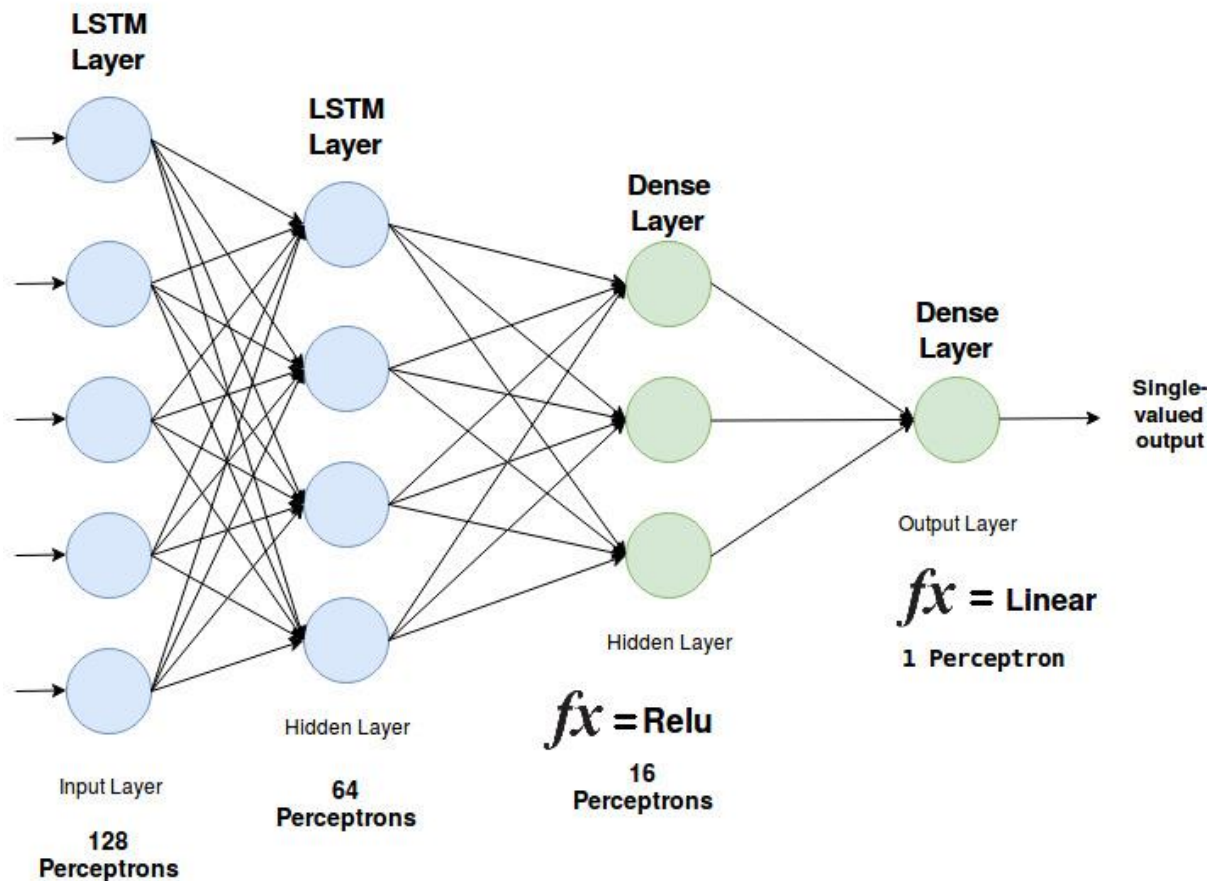 LSTM
Layer
LSTM
Layer
Dense
Layer
Dense
Layer
Single-
valued
output
Output Layer
fx = Linear
1 Perceptron
Hidden Layer
fx = Relu
16
Perceptrons
Hidden Layer
64
Perceptrons
Input Layer
128
Perceptrons